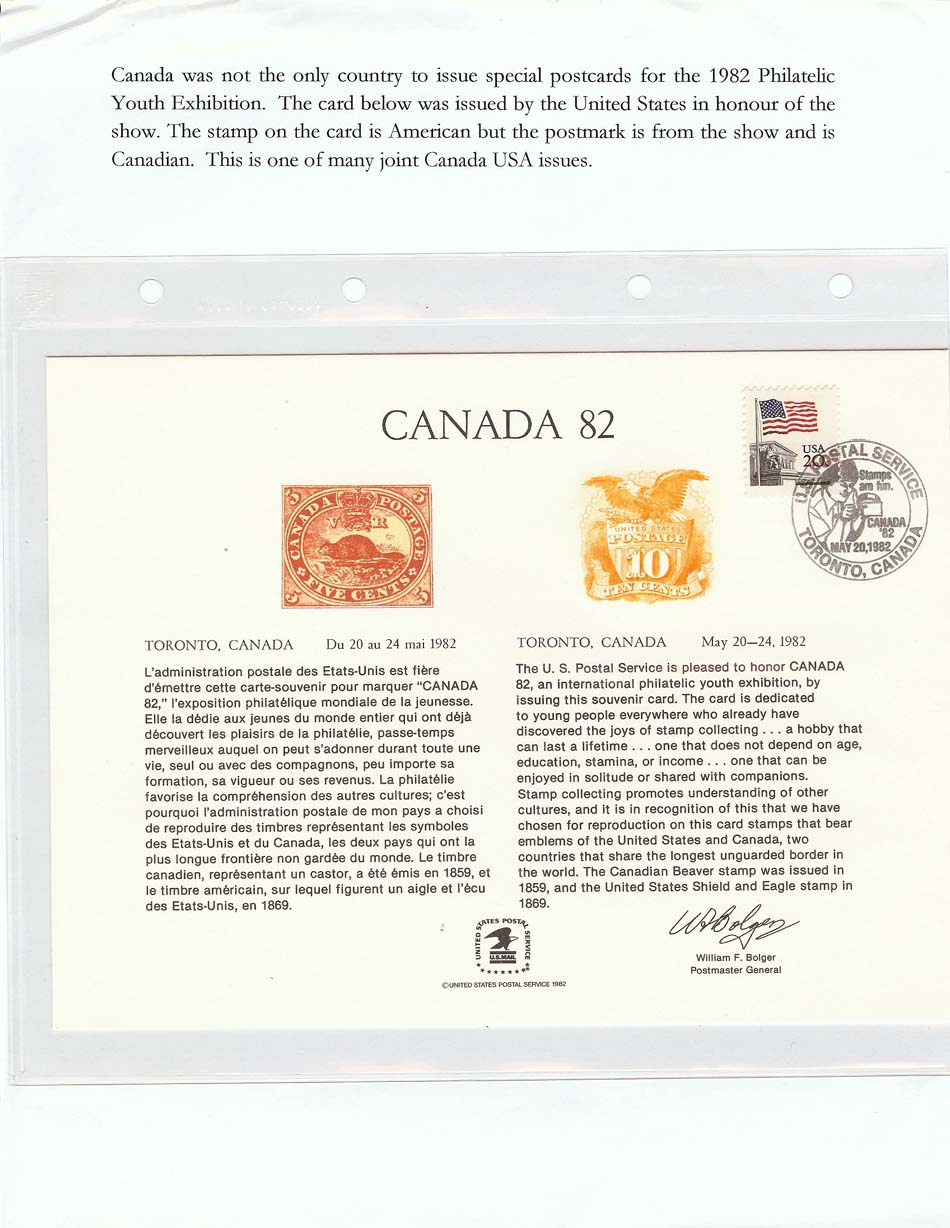 Canada was not the only country to issue special postcards for the 1982 Philatelic
Youth Exhibition.  The card below was issued by the United States in honour of the
show. The stamp on the card is American but the postmark is from the show and is
Canadian.  This is one of many joint Canada USA issues.
CANADA 82
USA
20c
U.S. POSTAL SERVICE
Stamps
are fun.
CANADA
'82
MAY 20,1982
TORONTO, CANADA
5 5
CANADA POSTAGE
V R
FIVE CENTS
5 5
UNITED STATES
POSTAGE
10
TEN CENTS
TORONTO, CANADA Du 20 au 24 mai 1982
L'administration postale des Etats-Unis est fière
d'émettre cette carte-souvenir pour marquer "CANADA
82," l'exposition philatélique mondiale de la jeunesse.
Elle la dédie aux jeunes du monde entier qui ont déjà
découvert les plaisirs de la philatélie, passe-temps
merveilleux auquel on peut s'adonner durant toute une
vie, seul ou avec des compagnons, peu importe sa
formation, sa vigueur ou ses revenus. La philatélie
favorise la compréhension des autres cultures; c'est
pourquoi l'administration postale de mon pays a choisi
de reproduire des timbres représentant les symboles
des Etats-Unis et du Canada, les deux pays qui ont la
plus longue frontière non gardée du monde. Le timbre
canadien, représentant un castor, a été émis en 1859, et
le timbre américain, sur lequel figurent un aigle et l'écu
des Etats-Unis, en 1869.
TORONTO, CANADA May 20—24, 1982
The U. S. Postal Service is pleased to honor CANADA
82, an international philatelic youth exhibition, by
issuing this souvenir card. The card is dedicated
to young people everywhere who already have
discovered the joys of stamp collecting . . . a hobby that
can last a lifetime . . . one that does not depend on age,
education, stamina, or income . . . one that can be
enjoyed in solitude or shared with companions.
Stamp collecting promotes understanding of other
cultures, and it is in recognition of this that we have
chosen for reproduction on this card stamps that bear
emblems of the United States and Canada, two
countries that share the longest unguarded border in
the world. The Canadian Beaver stamp was issued in
1859, and the United States Shield and Eagle stamp in
1869.
WF Bolger
William F. Bolger
Postmaster General
UNITED STATES POSTAL SERVICE
U.S.MAIL
©UNITED STATES POSTAL SERVICE 1982